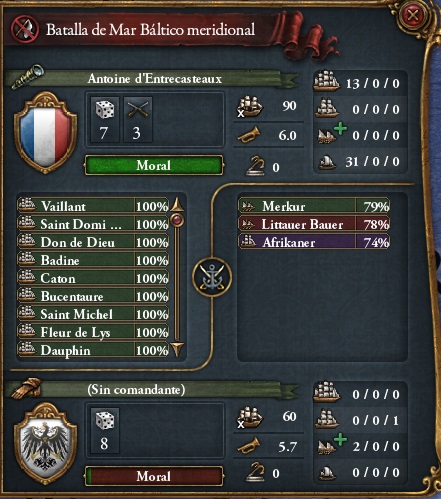 Batalla de Mar Báltico meridional
Antoine d'Entrecasteaux
7 3
90
6.0
0
13 / 0 / 0
0 / 0 / 0
0 / 0 / 0
31 / 0 / 0
Moral
Vaillant 100%
Saint Domi ... 100%
Don de Dieu 100%
Badine 100%
Caton 100%
Bucentaure 100%
Saint Michel 100%
Fleur de Lys 100%
Dauphin 100%
Merkur 79%
Littauer Bauer 78%
Afrikaner 74%
(Sin comandante)
8
60
5.7
0
0 / 0 / 0
0 / 0 / 1
2 / 0 / 0
0 / 0 / 0
Moral